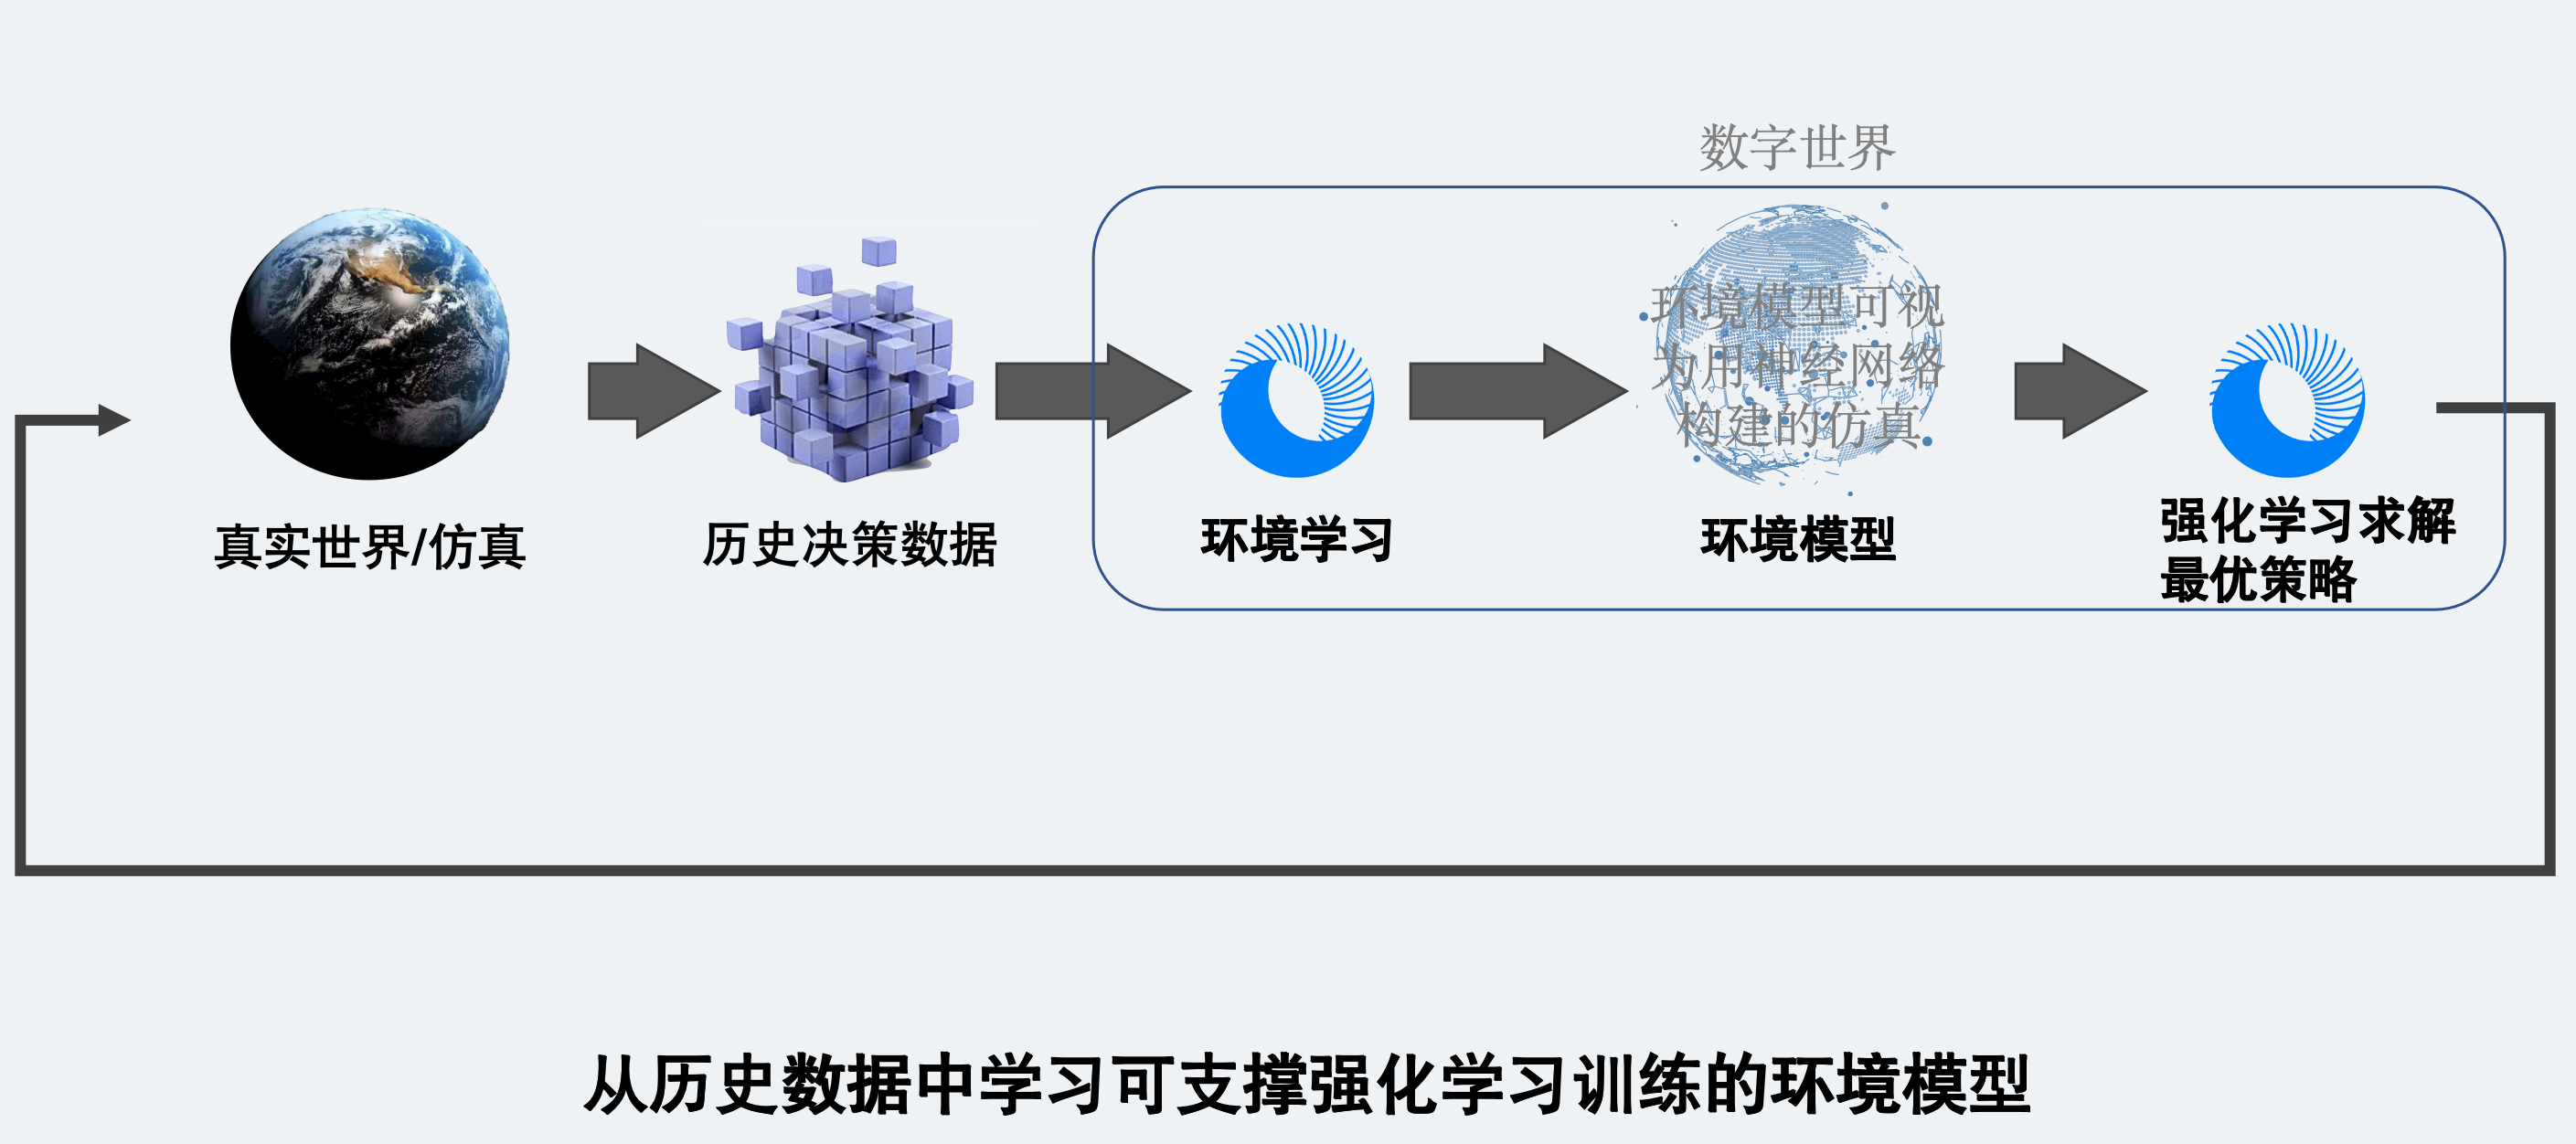 数字世界
环境模型可视
为用神经网络
构建的仿真
真实世界/仿真
历史决策数据
环境学习
环境模型
强化学习求解
最优策略
从历史数据中学习可支撑强化学习训练的环境模型